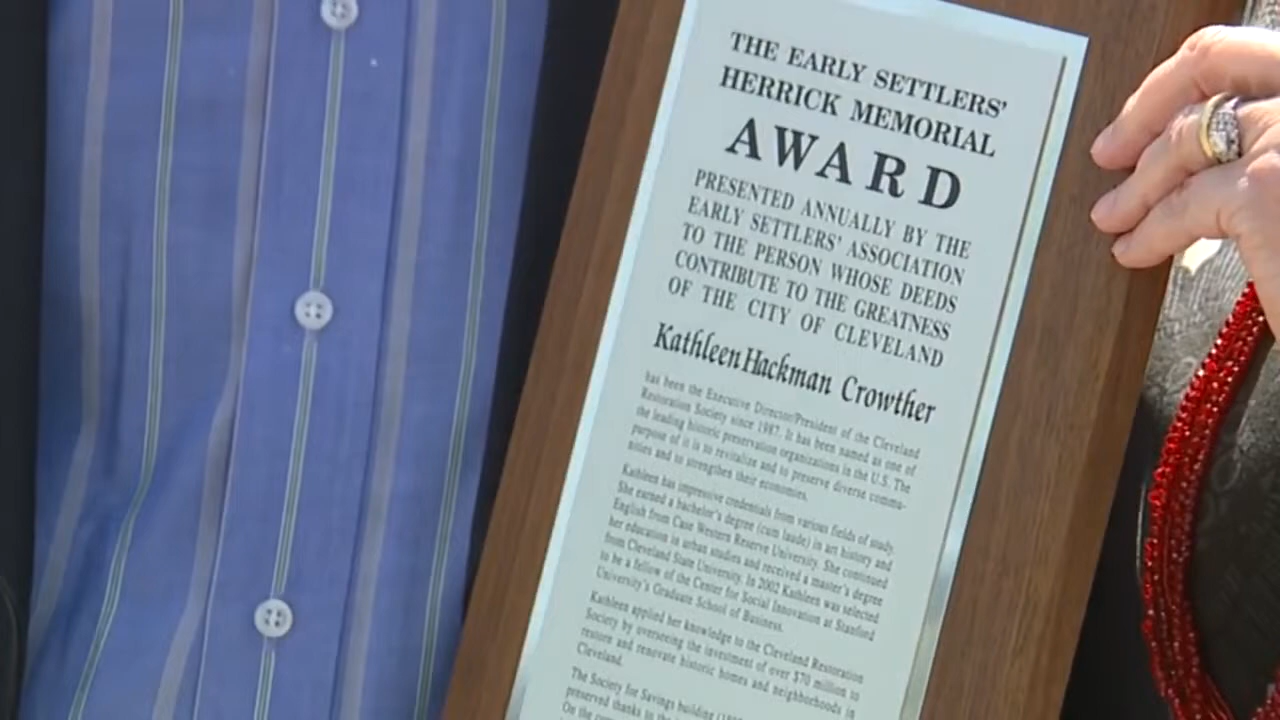 THE EARLY SETTLERS'
HERRICK MEMORIAL
AWARD
PRESENTED ANNUALLY BY THE
EARLY SETTLERS' ASSOCIATION
TO THE PERSON WHOSE DEEDS
CONTRIBUTE TO THE GREATNESS
OF THE CITY OF CLEVELAND
Kathleen Hackman Crowther
has been the Executive Director/President of the Cleveland
Restoration Society since 1987. It has been named as one of
the leading historic preservation organizations in the U.S. The
purpose of it is to revitalize and to preserve diverse commu-
nities and to strengthen their economies.
Kathleen has impressive credentials from various fields of study.
She earned a bachelor's degree (cum laude) in art history and
English from Case Western Reserve University. She continued
her education in urban studies and received a master's degree
from Cleveland State University. In 2002 Kathleen was selected
to be a fellow of the Center for Social Innovation at Stanford
University's Graduate School of Business.
Kathleen applied her knowledge to the Cleveland Restoration
Society by overseeing the investment of over $70 million to
restore and renovate historic homes and neighborhoods in
Cleveland.
The Society for Savings building
preserved thanks to the
On the